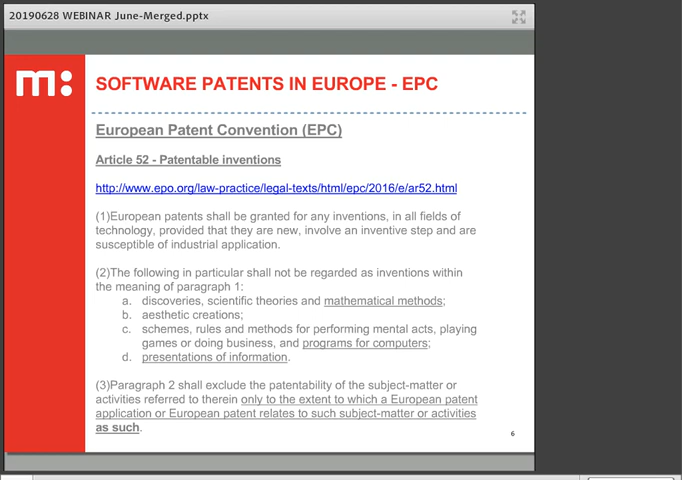 20190628 WEBINAR June-Merged.pptx
m:
SOFTWARE PATENTS IN EUROPE - EPC
European Patent Convention (EPC)
Article 52 - Patentable inventions
http://www.epo.org/law-practice/legal-texts/html/epc/2016/e/ar52.html
(1)European patents shall be granted for any inventions, in all fields of
technology, provided that they are new, involve an inventive step and are
susceptible of industrial application.
(2)The following in particular shall not be regarded as inventions within
the meaning of paragraph 1:
a. discoveries, scientific theories and mathematical methods;
b. aesthetic creations;
c. schemes, rules and methods for performing mental acts, playing
games or doing business, and programs for computers;
d. presentations of information.
(3)Paragraph 2 shall exclude the patentability of the subject-matter or
activities referred to therein only to the extent to which a European patent
application or European patent relates to such subject-matter or activities
as such.
6